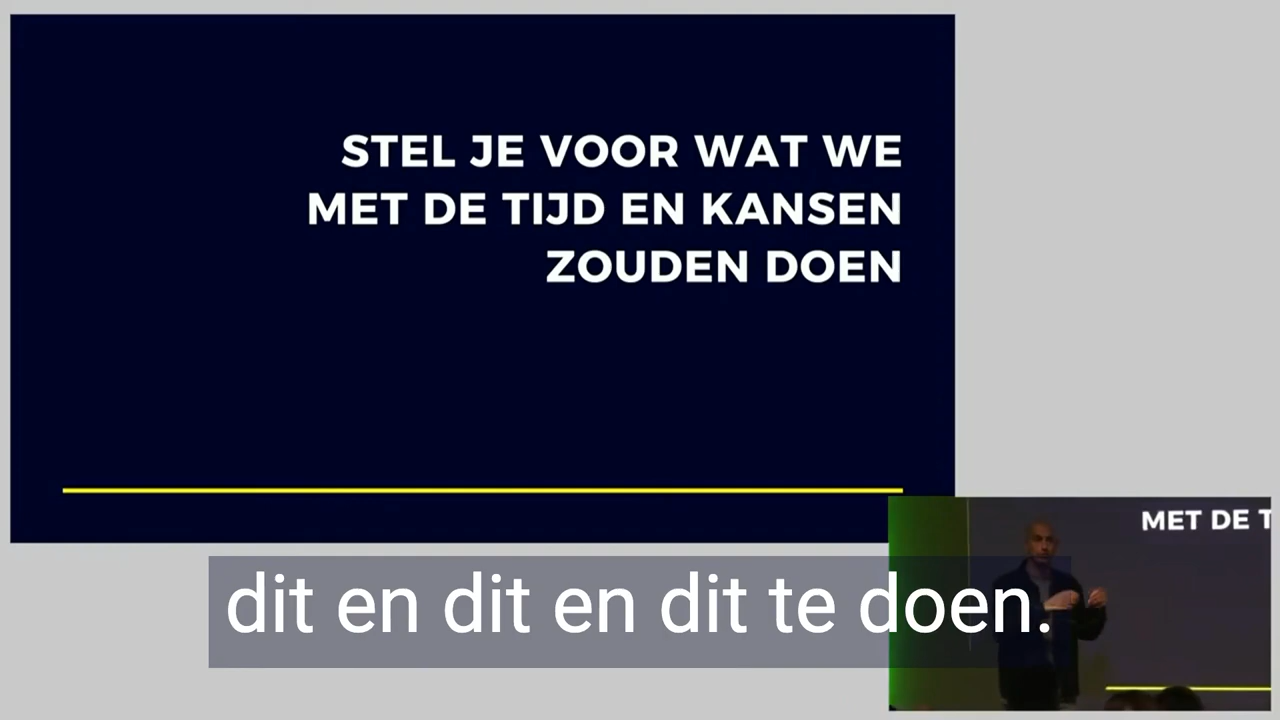 STEL JE VOOR WAT WE
MET DE TIJD EN KANSEN
ZOUDEN DOEN
MET DE T
dit en dit en dit te doen.